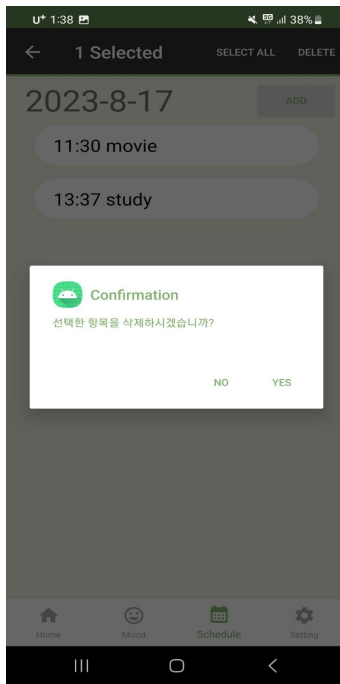 U⁺ 1:38 5G 38%
1 Selected SELECT ALL DELETE
2023-8-17 ADD
11:30 movie
13:37 study
Confirmation
선택한 항목을 삭제하시겠습니까?
NO YES
Home Mood Schedule Setting